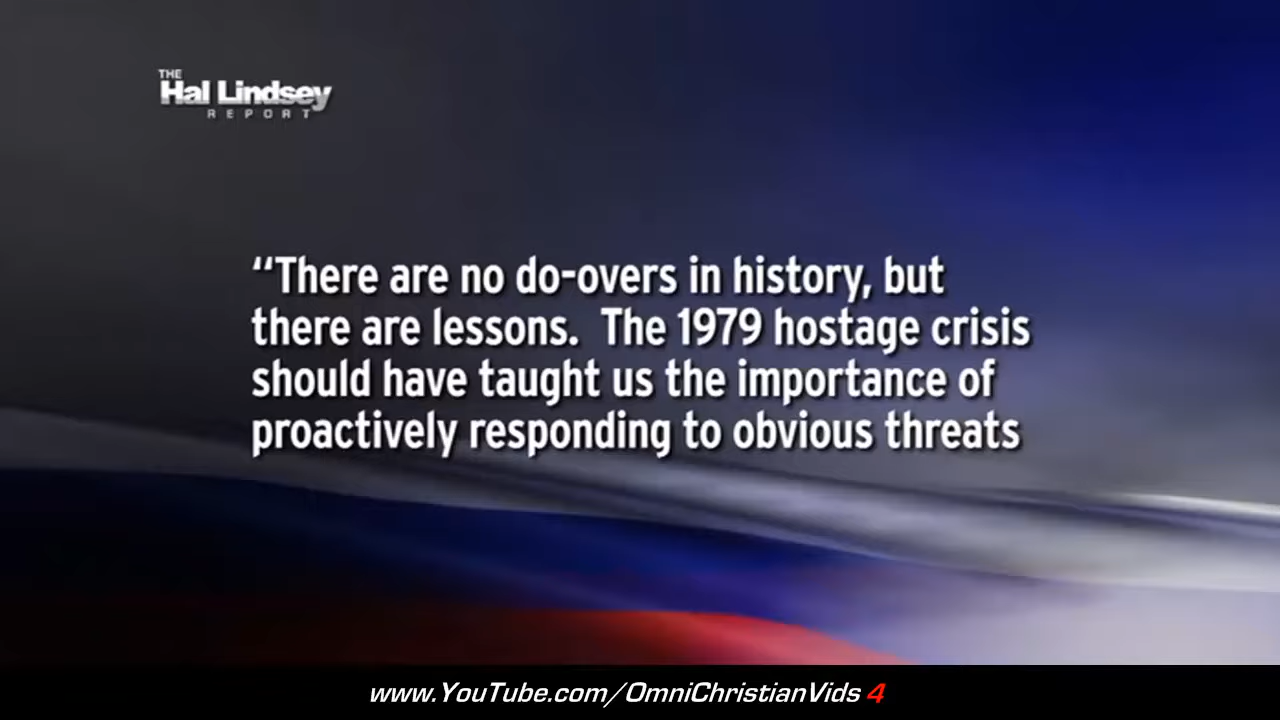 THE
Hal Lindsey
REPORT
“There are no do-overs in history, but
there are lessons.  The 1979 hostage crisis
should have taught us the importance of
proactively responding to obvious threats
www.YouTube.com/OmniChristianVids 4